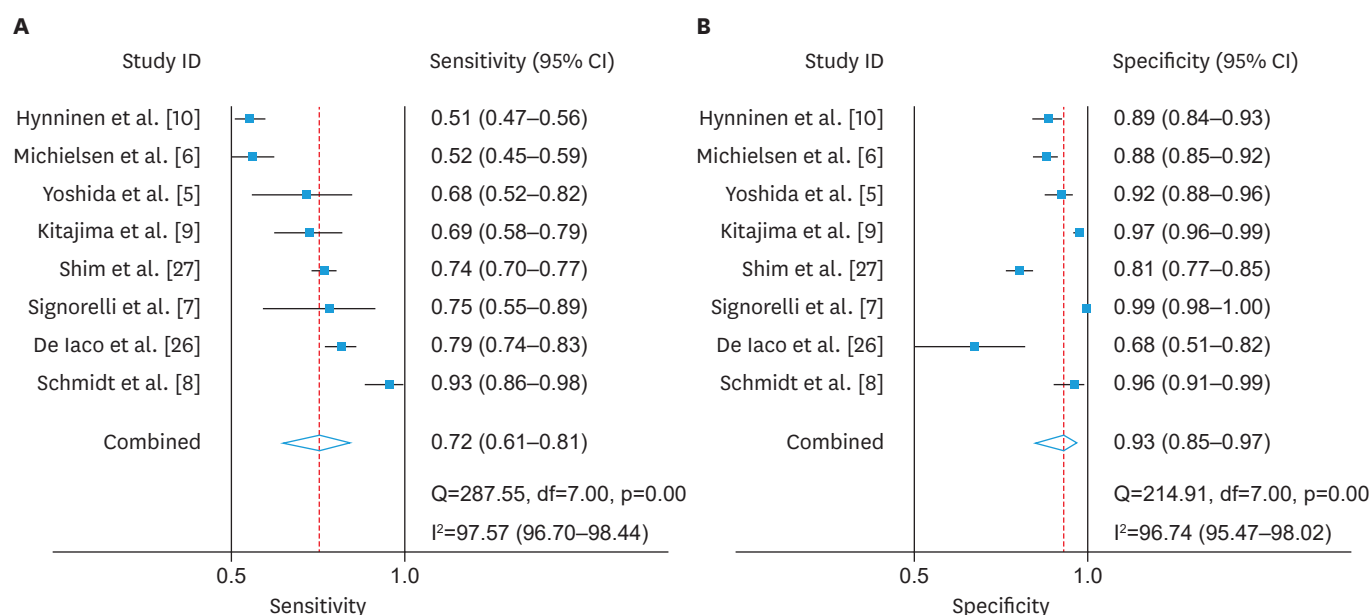 A
Study ID Sensitivity (95% CI)
Hynninen et al. [10] 0.51 (0.47–0.56)
Michielsen et al. [6] 0.52 (0.45–0.59)
Yoshida et al. [5] 0.68 (0.52–0.82)
Kitajima et al. [9] 0.69 (0.58–0.79)
Shim et al. [27] 0.74 (0.70–0.77)
Signorelli et al. [7] 0.75 (0.55–0.89)
De Iaco et al. [26] 0.79 (0.74–0.83)
Schmidt et al. [8] 0.93 (0.86–0.98)
Combined 0.72 (0.61–0.81)
Q=287.55, df=7.00, p=0.00
I²=97.57 (96.70–98.44)
0.5 1.0
Sensitivity
B
Study ID Specificity (95% CI)
Hynninen et al. [10] 0.89 (0.84–0.93)
Michielsen et al. [6] 0.88 (0.85–0.92)
Yoshida et al. [5] 0.92 (0.88–0.96)
Kitajima et al. [9] 0.97 (0.96–0.99)
Shim et al. [27] 0.81 (0.77–0.85)
Signorelli et al. [7] 0.99 (0.98–1.00)
De Iaco et al. [26] 0.68 (0.51–0.82)
Schmidt et al. [8] 0.96 (0.91–0.99)
Combined 0.93 (0.85–0.97)
Q=214.91, df=7.00, p=0.00
I²=96.74 (95.47–98.02)
0.5 1.0
Specificity